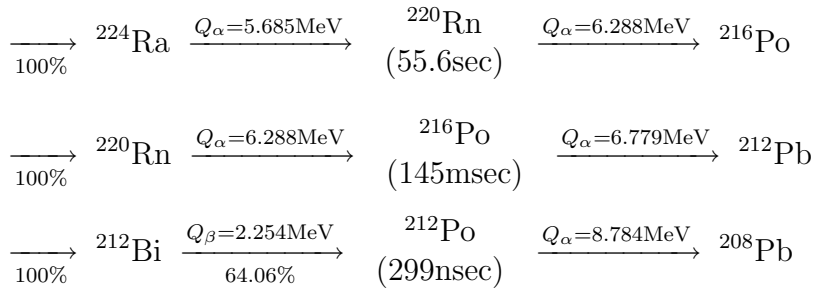 ⟶ 100% ²²⁴Ra ⟶ Qα=5.685MeV ²²⁰Rn (55.6sec) ⟶ Qα=6.288MeV ²¹⁶Po
⟶ 100% ²²⁰Rn ⟶ Qα=6.288MeV ²¹⁶Po (145msec) ⟶ Qα=6.779MeV ²¹²Pb
⟶ 100% ²¹²Bi ⟶ Qβ=2.254MeV 64.06% ²¹²Po (299nsec) ⟶ Qα=8.784MeV ²⁰⁸Pb